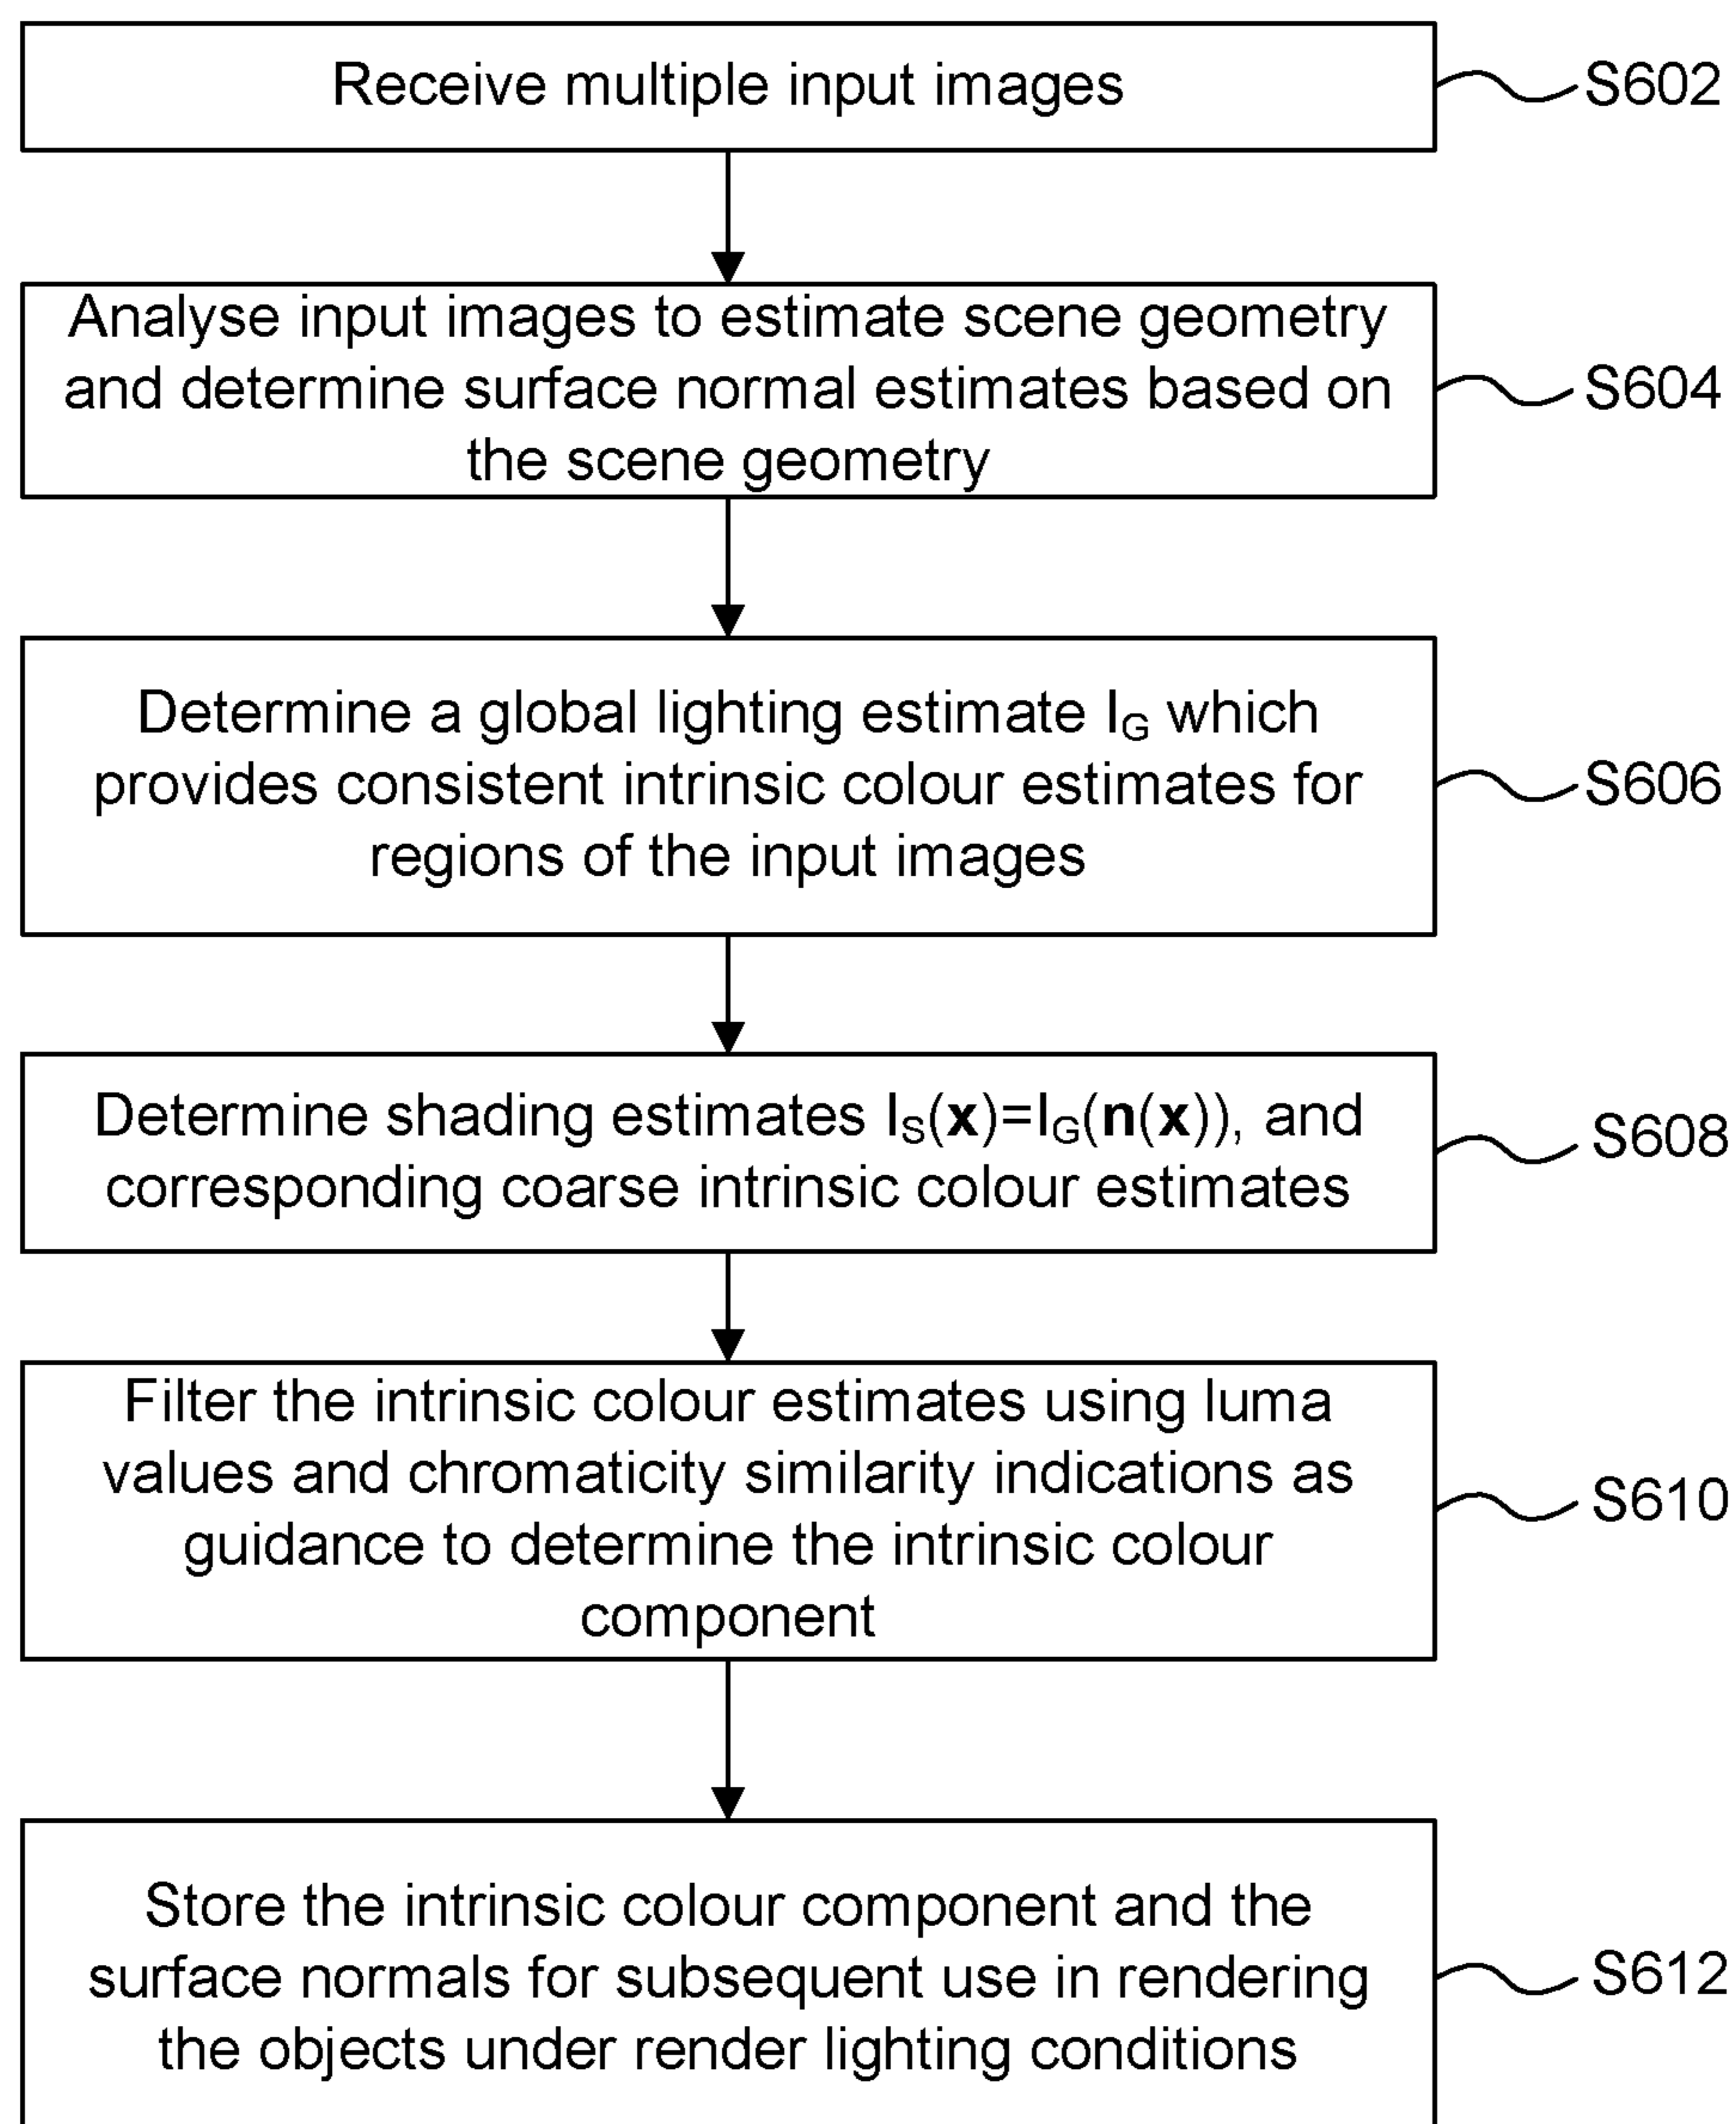 Receive multiple input images
S602
Analyse input images to estimate scene geometry
and determine surface normal estimates based on
the scene geometry
S604
Determine a global lighting estimate I_G which
provides consistent intrinsic colour estimates for
regions of the input images
S606
Determine shading estimates I_S(x)=I_G(n(x)), and
corresponding coarse intrinsic colour estimates
S608
Filter the intrinsic colour estimates using luma
values and chromaticity similarity indications as
guidance to determine the intrinsic colour
component
S610
Store the intrinsic colour component and the
surface normals for subsequent use in rendering
the objects under render lighting conditions
S612